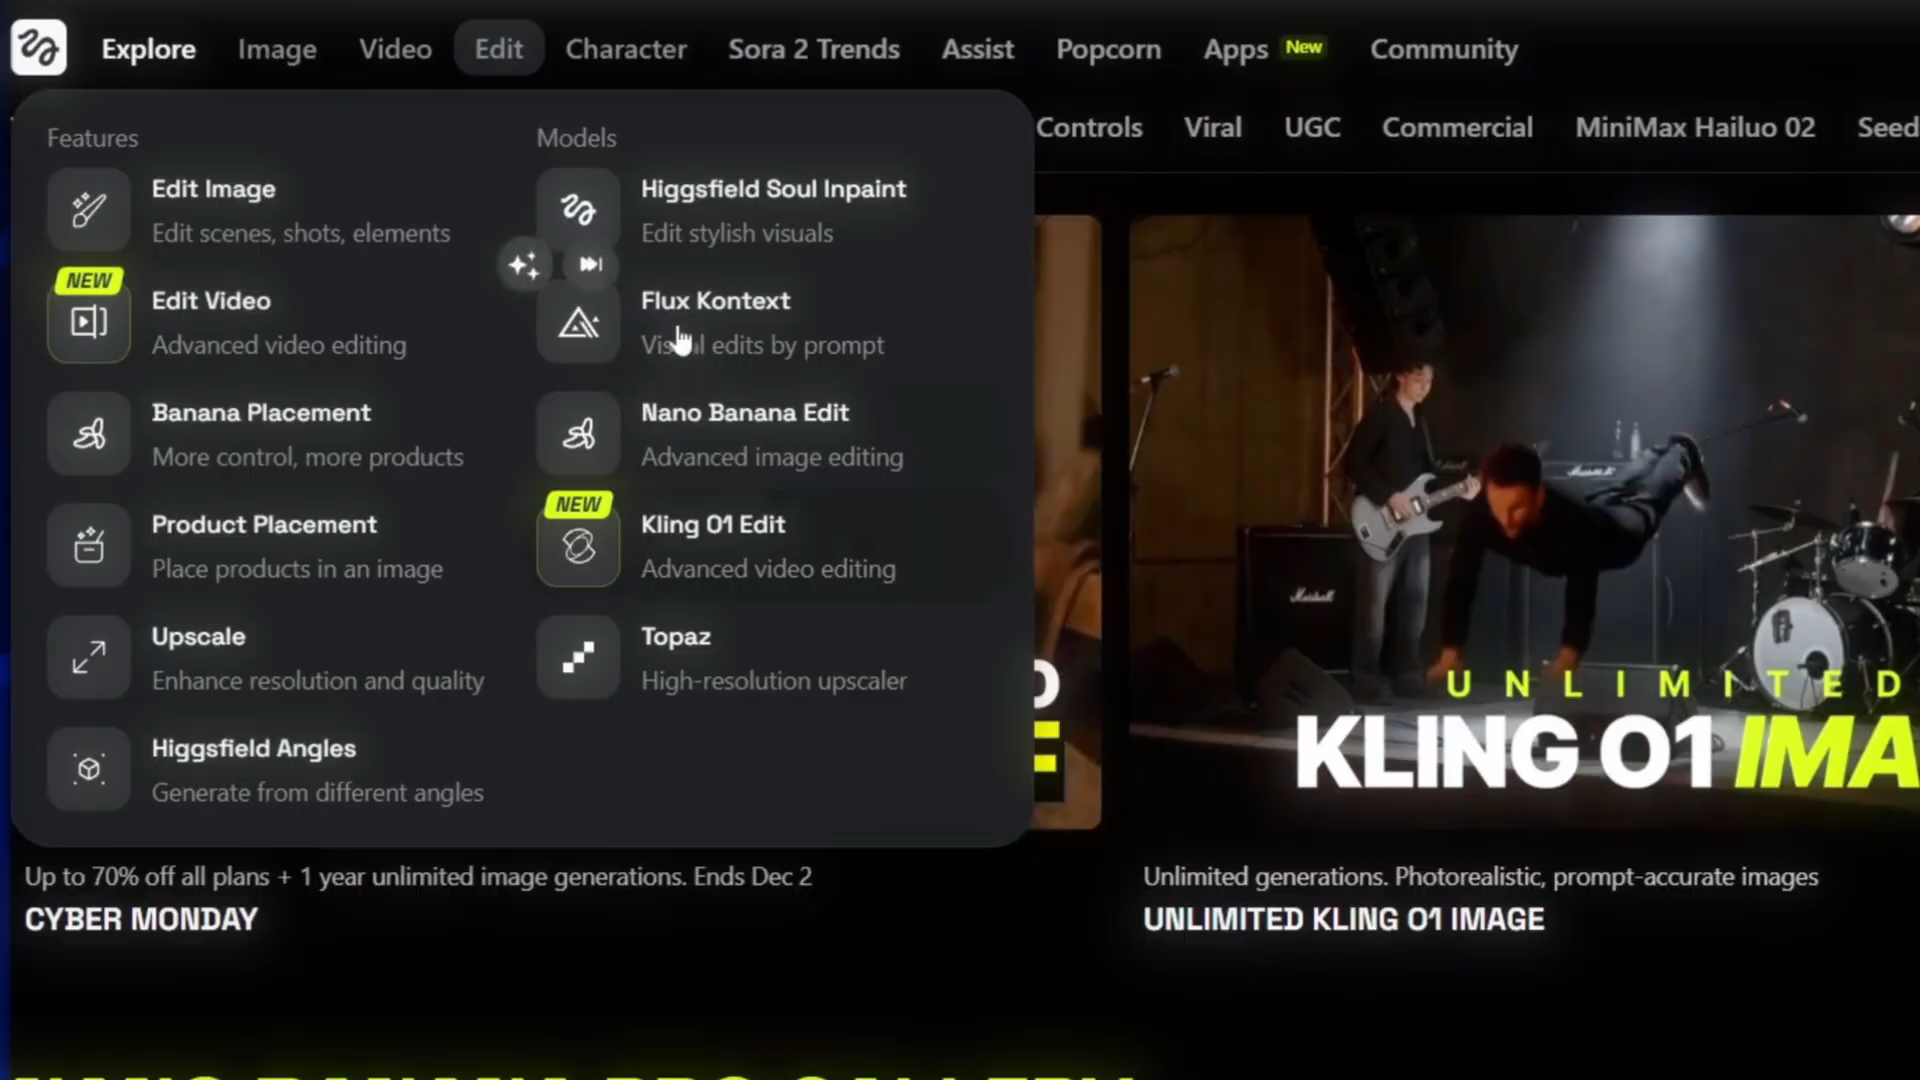 Explore Image Video Edit Character Sora 2 Trends Assist Popcorn Apps New Community
Controls Viral UGC Commercial MiniMax Hailuo 02 Seed
Features
Edit Image
Edit scenes, shots, elements
NEW
Edit Video
Advanced video editing
Banana Placement
More control, more products
Product Placement
Place products in an image
Upscale
Enhance resolution and quality
Higgsfield Angles
Generate from different angles
Models
Higgsfield Soul Inpaint
Edit stylish visuals
Flux Kontext
Visual edits by prompt
Nano Banana Edit
Advanced image editing
NEW
Kling O1 Edit
Advanced video editing
Topaz
High-resolution upscaler
Marshall
Marshall
UNLIMITED
KLING O1 IMA
Up to 70% off all plans + 1 year unlimited image generations. Ends Dec 2
CYBER MONDAY
Unlimited generations. Photorealistic, prompt-accurate images
UNLIMITED KLING O1 IMAGE